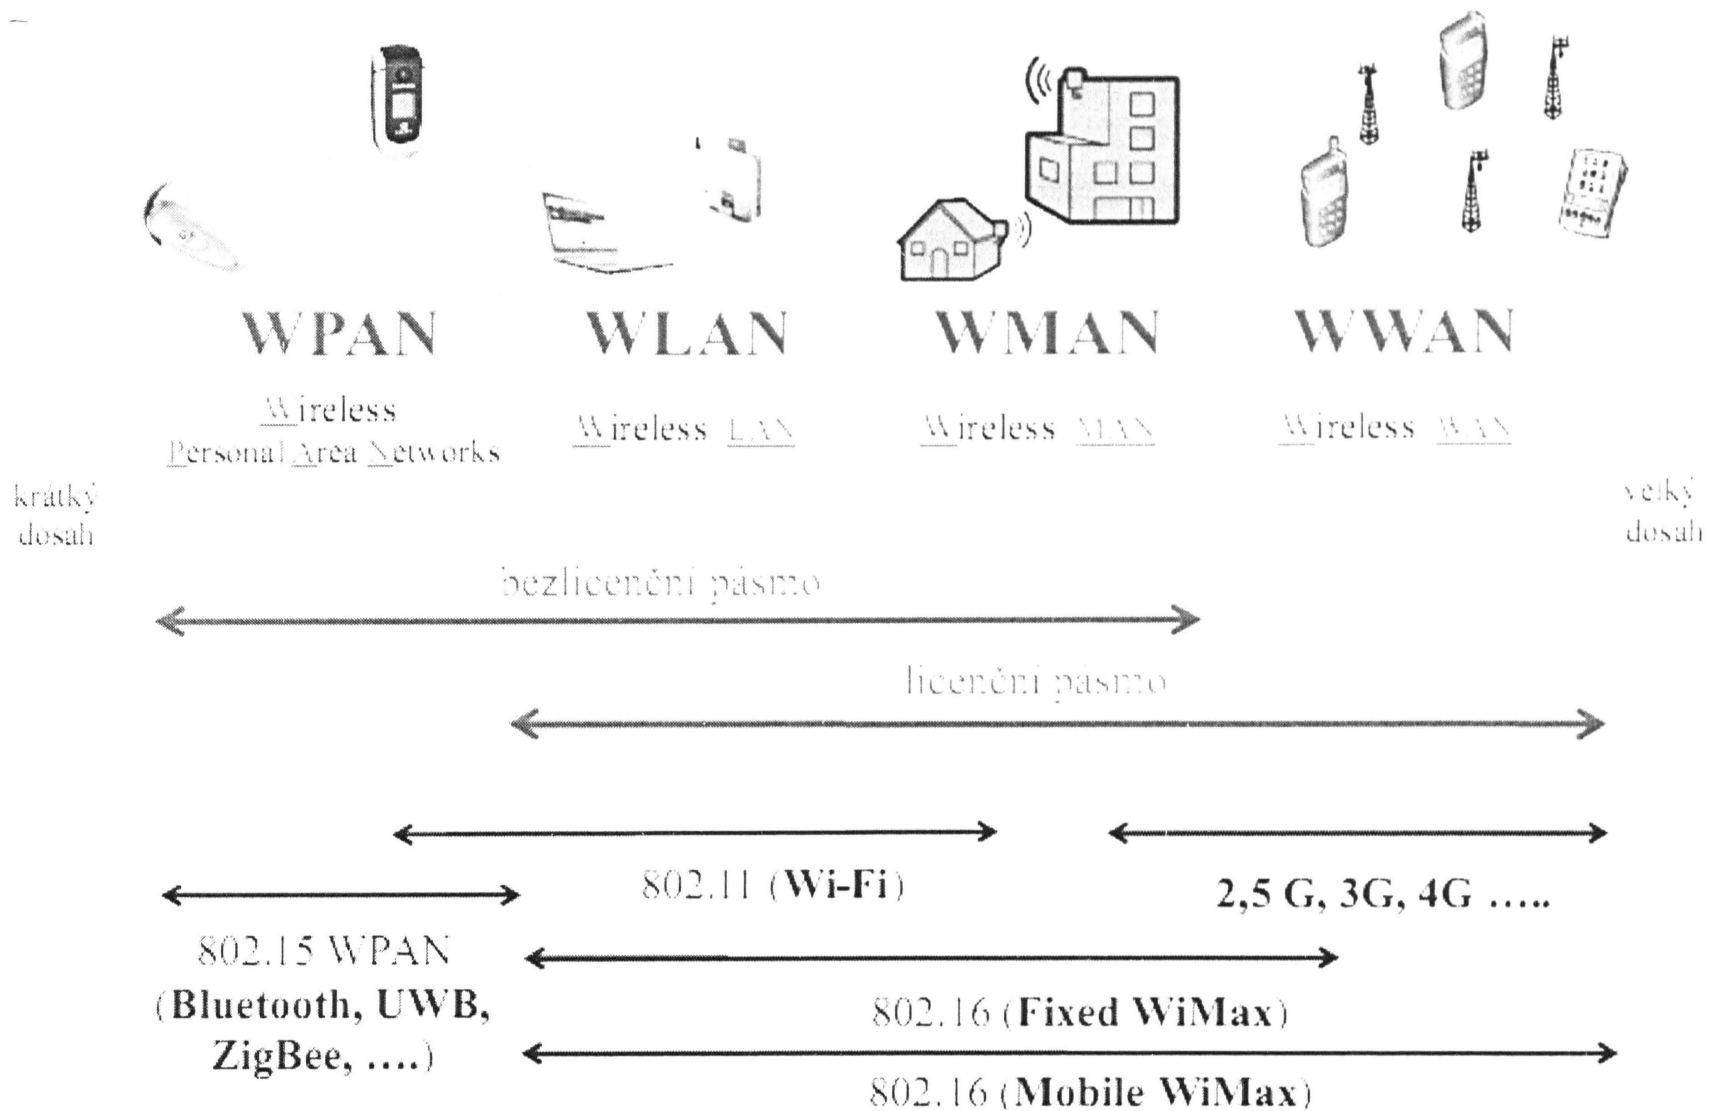 WPAN WLAN WMAN WWAN
Wireless
Personal Area Networks
Wireless LAN
Wireless MAN
Wireless WAN
krátký
dosah
velký
dosah
bezlicenční pásmo
licenční pásmo
802.11 (Wi-Fi)
2,5 G, 3G, 4G …..
802.15 WPAN
(Bluetooth, UWB,
ZigBee, ….)
802.16 (Fixed WiMax)
802.16 (Mobile WiMax)